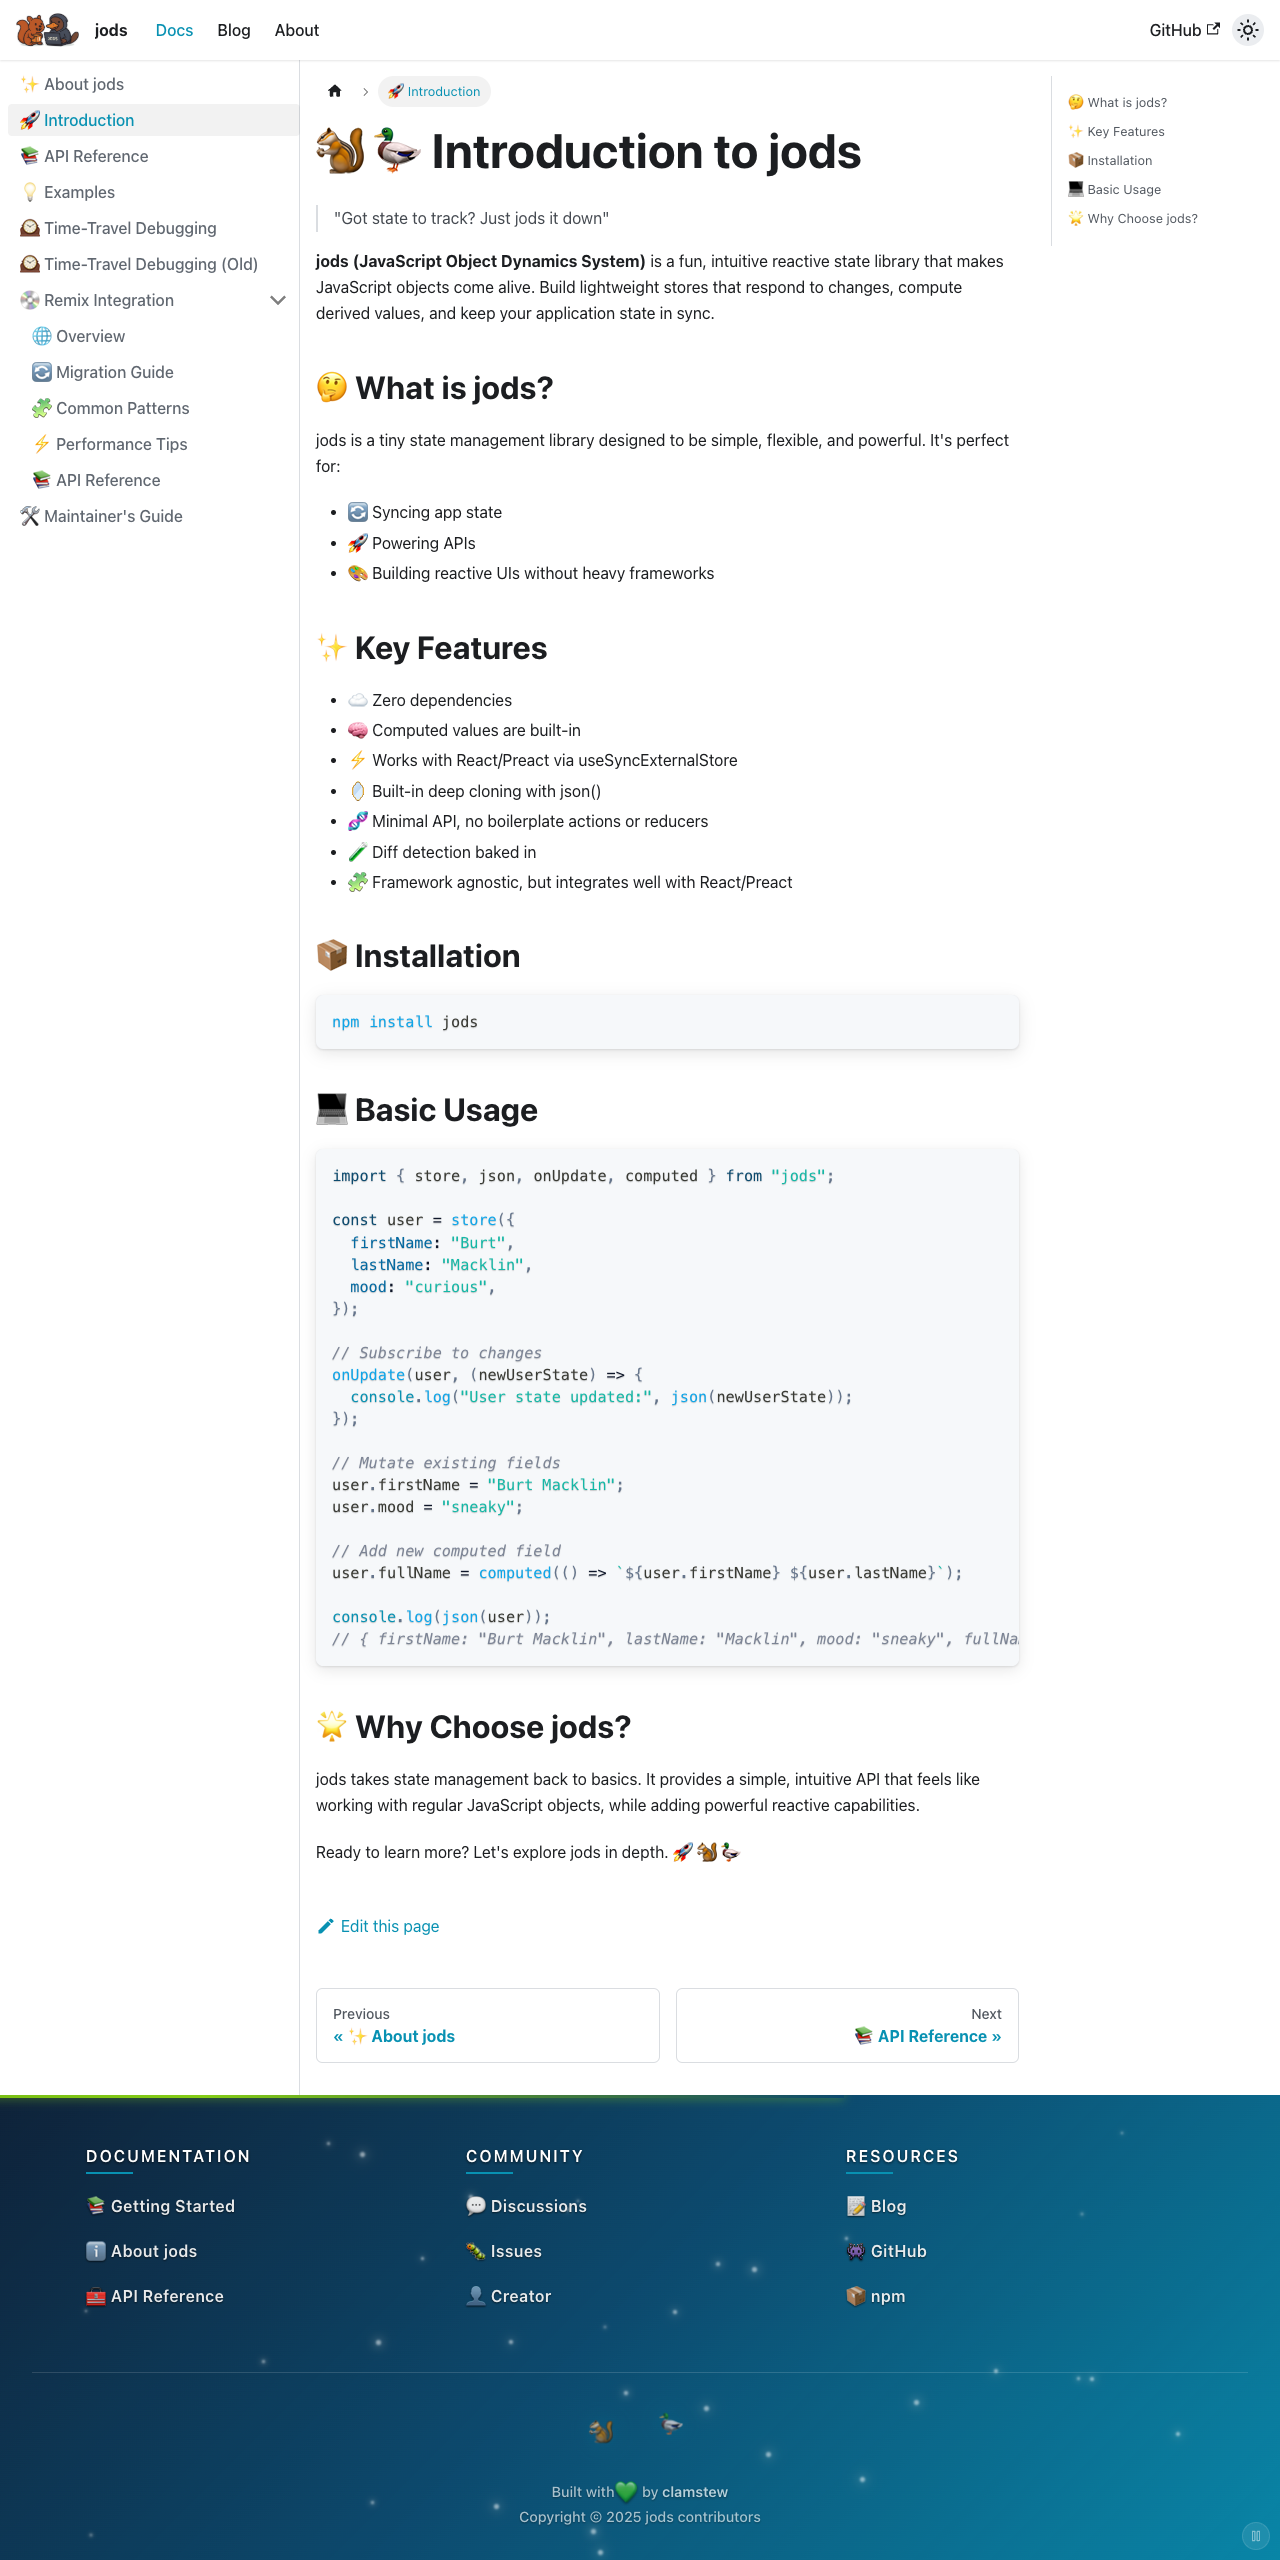 jods Docs Blog About GitHub
✨ About jods
🚀 Introduction
📚 API Reference
💡 Examples
🕰️ Time-Travel Debugging
🕰️ Time-Travel Debugging (Old)
💿 Remix Integration
🌐 Overview
🔄 Migration Guide
🧩 Common Patterns
⚡ Performance Tips
📚 API Reference
🛠️ Maintainer's Guide
🚀 Introduction
🐿️🦆 Introduction to jods
"Got state to track? Just jods it down"
jods (JavaScript Object Dynamics System) is a fun, intuitive reactive state library that makes
JavaScript objects come alive. Build lightweight stores that respond to changes, compute
derived values, and keep your application state in sync.
🤔 What is jods?
jods is a tiny state management library designed to be simple, flexible, and powerful. It's perfect
for:
• 🔄 Syncing app state
• 🚀 Powering APIs
• 🎨 Building reactive UIs without heavy frameworks
✨ Key Features
• ☁️ Zero dependencies
• 🧠 Computed values are built-in
• ⚡ Works with React/Preact via useSyncExternalStore
• 🪞 Built-in deep cloning with json()
• 🧬 Minimal API, no boilerplate actions or reducers
• 🧪 Diff detection baked in
• 🧩 Framework agnostic, but integrates well with React/Preact
📦 Installation
npm install jods
💻 Basic Usage
import { store, json, onUpdate, computed } from "jods";
const user = store({
  firstName: "Burt",
  lastName: "Macklin",
  mood: "curious",
});
// Subscribe to changes
onUpdate(user, (newUserState) => {
  console.log("User state updated:", json(newUserState));
});
// Mutate existing fields
user.firstName = "Burt Macklin";
user.mood = "sneaky";
// Add new computed field
user.fullName = computed(() => `${user.firstName} ${user.lastName}`);
console.log(json(user));
// { firstName: "Burt Macklin", lastName: "Macklin", mood: "sneaky",
🌟 Why Choose jods?
jods takes state management back to basics. It provides a simple, intuitive API that feels like
working with regular JavaScript objects, while adding powerful reactive capabilities.
Ready to learn more? Let's explore jods in depth. 🚀🐿️🦆
Edit this page
Previous
« ✨ About jods
Next
📚 API Reference »
🤔 What is jods?
✨ Key Features
📦 Installation
💻 Basic Usage
🌟 Why Choose jods?
DOCUMENTATION
📚 Getting Started
ℹ️ About jods
🧰 API Reference
COMMUNITY
💬 Discussions
🐛 Issues
👤 Creator
RESOURCES
📝 Blog
👾 GitHub
📦 npm
🐿️ 🦆
Built with💚 by clamstew
Copyright © 2025 jods contributors